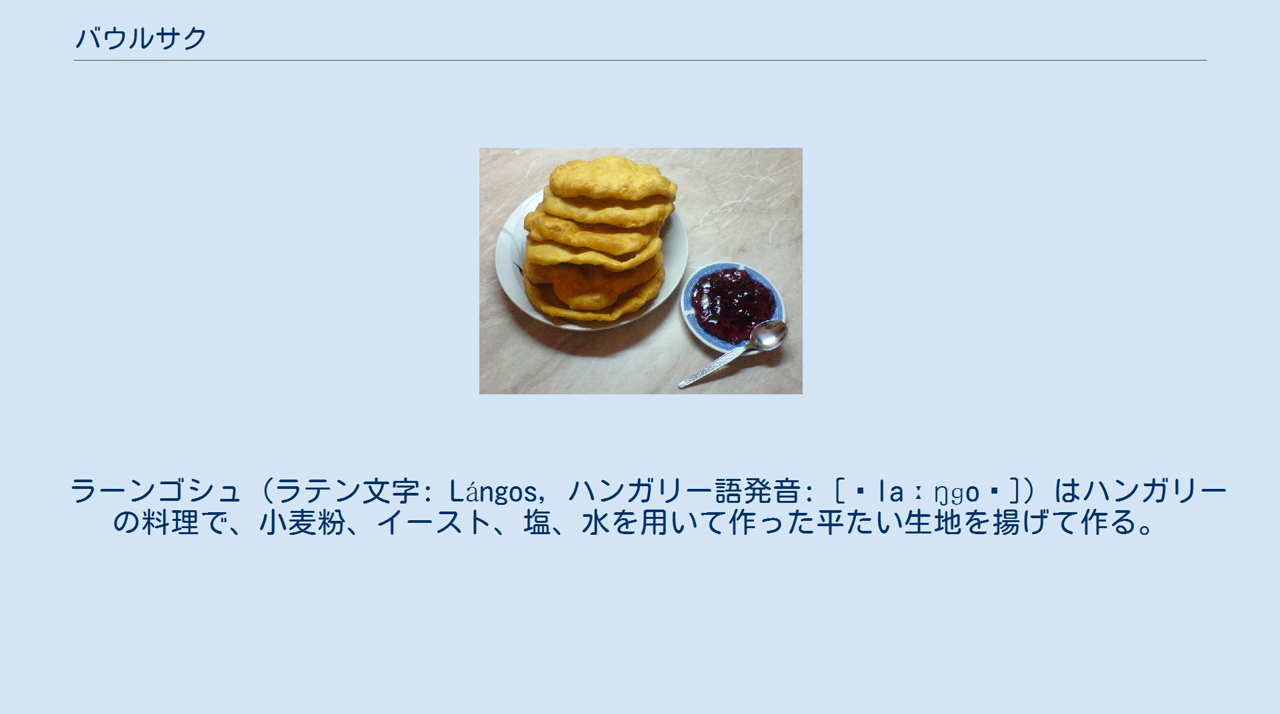 バウルサク
ラーンゴシュ（ラテン文字: Lángos, ハンガリー語発音: [▪laːŋɡo▪]）はハンガリー
の料理で、小麦粉、イースト、塩、水を用いて作った平たい生地を揚げて作る。